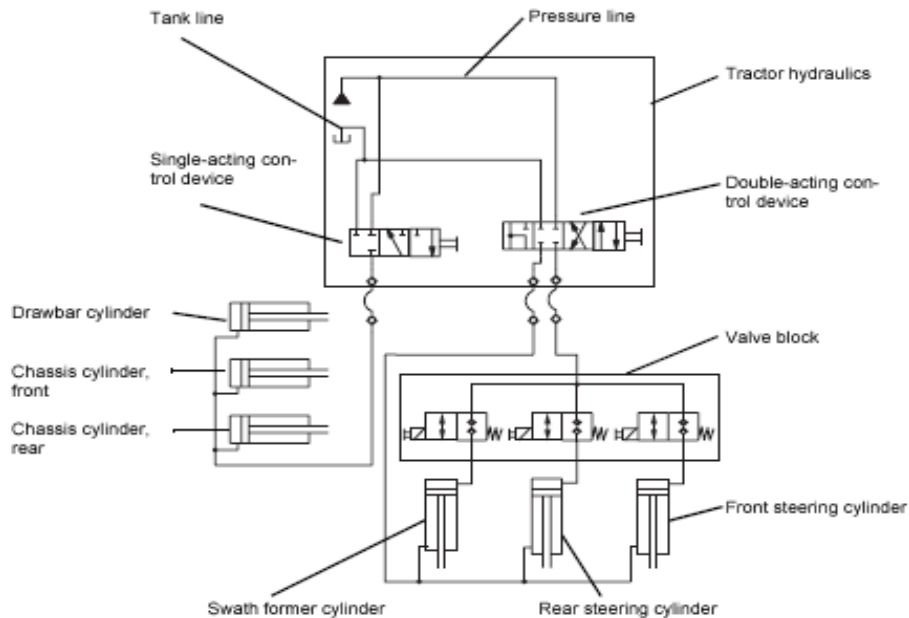 Tank line
Pressure line
Tractor hydraulics
Single-acting con-
trol device
Double-acting con-
trol device
Drawbar cylinder
Chassis cylinder,
front
Chassis cylinder,
rear
Valve block
Front steering cylinder
Swath former cylinder
Rear steering cylinder